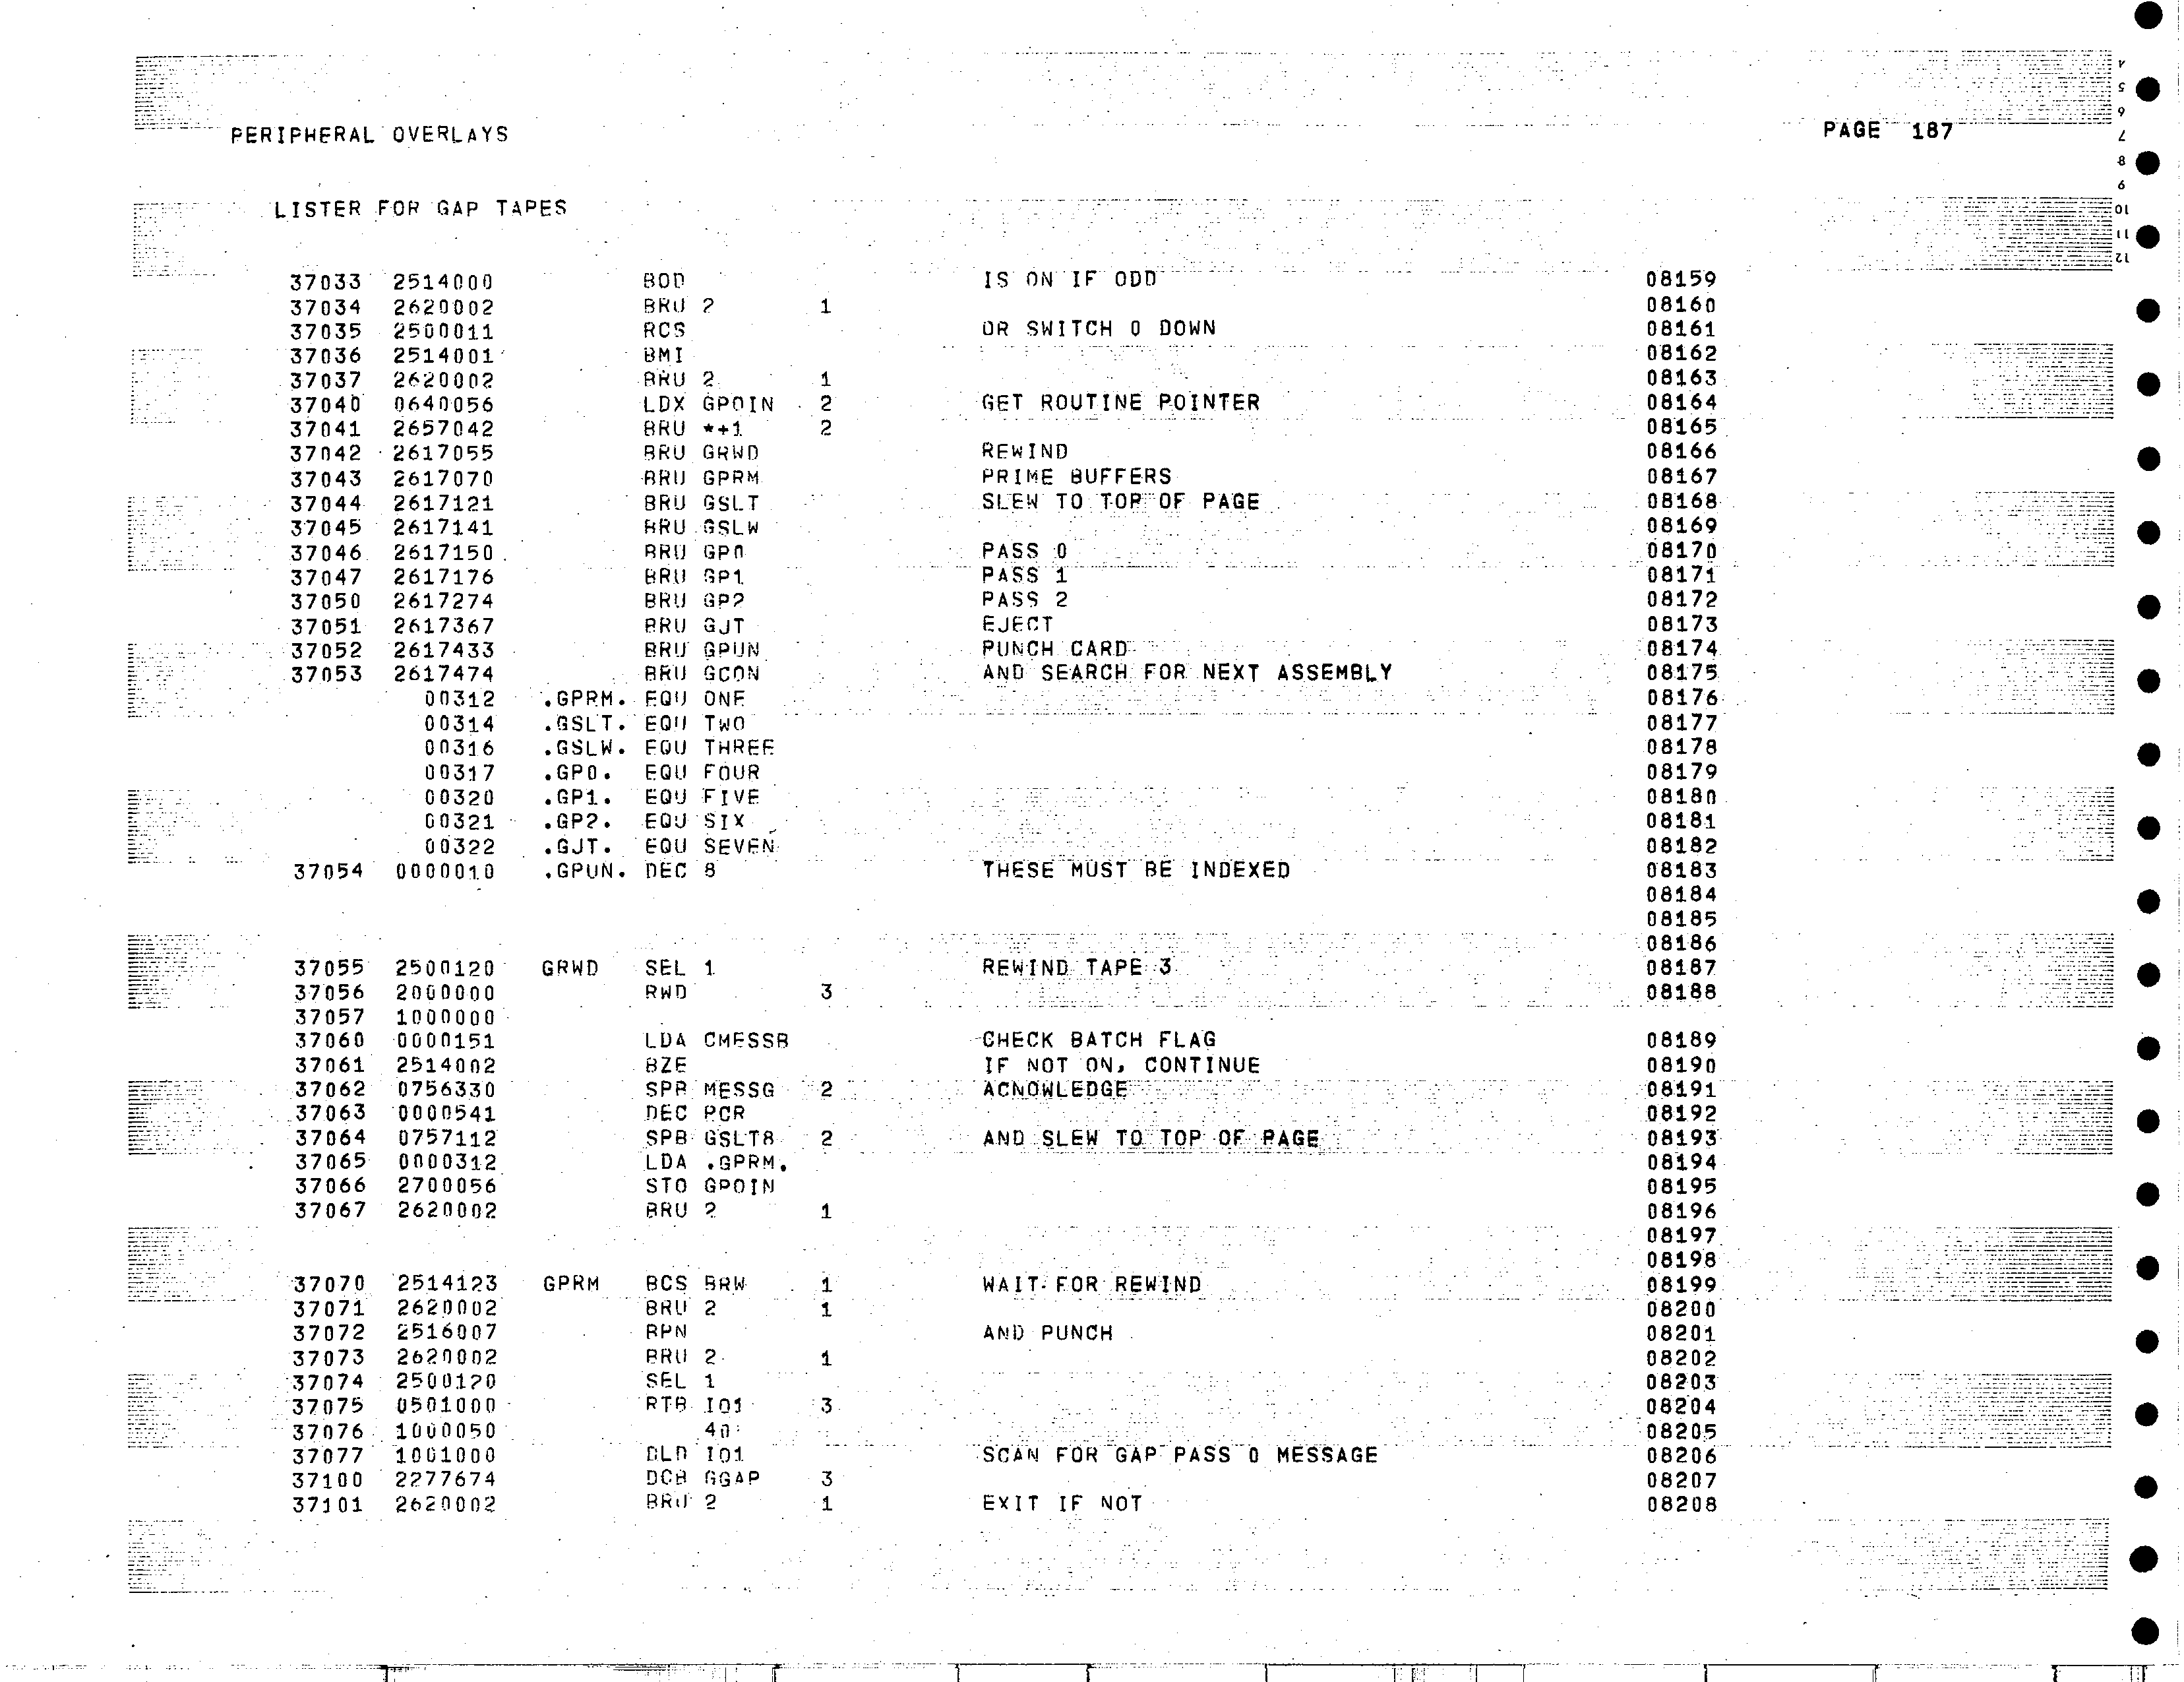 PERIPHERAL OVERLAYS PAGE 187
LISTER FOR GAP TAPES
37033 2514000 BOD IS ON IF ODD 08159
37034 2620002 BRU 2 1 08160
37035 2500011 RCS OR SWITCH 0 DOWN 08161
37036 2514001 BMI 08162
37037 2620002 BRU 2 1 08163
37040 0640056 LDX GPOIN 2 GET ROUTINE POINTER 08164
37041 2657042 BRU *+1 2 08165
37042 2617055 BRU GRWD REWIND 08166
37043 2617070 BRU GPRM PRIME BUFFERS 08167
37044 2617121 BRU GSLT SLEW TO TOP OF PAGE 08168
37045 2617141 BRU GSLW 08169
37046 2617150 BRU GP0 PASS 0 08170
37047 2617176 BRU GP1 PASS 1 08171
37050 2617274 BRU GP2 PASS 2 08172
37051 2617367 BRU GJT EJECT 08173
37052 2617433 BRU GPUN PUNCH CARD 08174
37053 2617474 BRU GCON AND SEARCH FOR NEXT ASSEMBLY 08175
00312 .GPRM. EQU ONE 08176
00314 .GSLT. EQU TWO 08177
00316 .GSLW. EQU THREE 08178
00317 .GP0. EQU FOUR 08179
00320 .GP1. EQU FIVE 08180
00321 .GP2. EQU SIX 08181
00322 .GJT. EQU SEVEN 08182
37054 0000010 .GPUN. DEC 8 THESE MUST BE INDEXED 08183
08184
08185
08186
37055 2500120 GRWD SEL 1 REWIND TAPE 3 08187
37056 2000000 RWD 3 08188
37057 1000000
37060 0000151 LDA CMESSB CHECK BATCH FLAG 08189
37061 2514002 BZE IF NOT ON, CONTINUE 08190
37062 0756330 SPB MESSG 2 ACNOWLEDGE 08191
37063 0000541 DEC PCR 08192
37064 0757112 SPB GSLT8 2 AND SLEW TO TOP OF PAGE 08193
37065 0000312 LDA .GPRM. 08194
37066 2700056 STO GPOIN 08195
37067 2620002 BRU 2 1 08196
08197
08198
37070 2514123 GPRM BCS BRW 1 WAIT FOR REWIND 08199
37071 2620002 BRU 2 1 08200
37072 2516007 BPN AND PUNCH 08201
37073 2620002 BRU 2 1 08202
37074 2500120 SEL 1 08203
37075 0501000 RTB IO1 3 08204
37076 1000050 40 08205
37077 1001000 DLD IO1 SCAN FOR GAP PASS 0 MESSAGE 08206
37100 2277674 DCB GGAP 3 08207
37101 2620002 BRU 2 1 EXIT IF NOT 08208
4
5
6
7
8
9
10
11
12